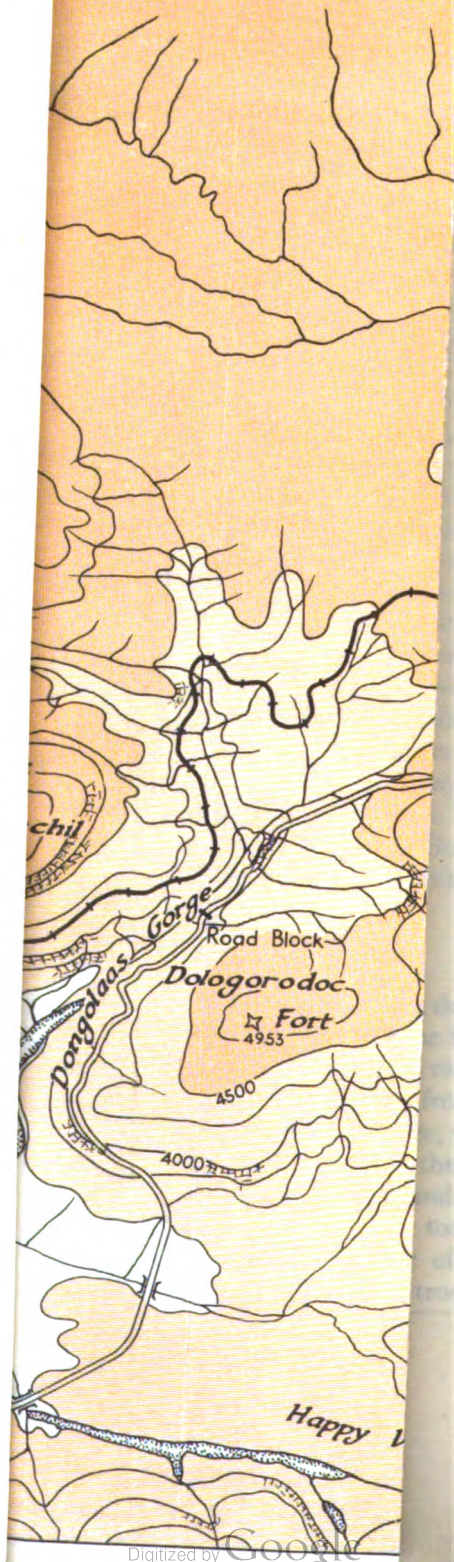 chil
Dongolaas Gorge
Road Block
Dologorodoc
Fort
4953
4500
4000
Happy V
Digitized by Google